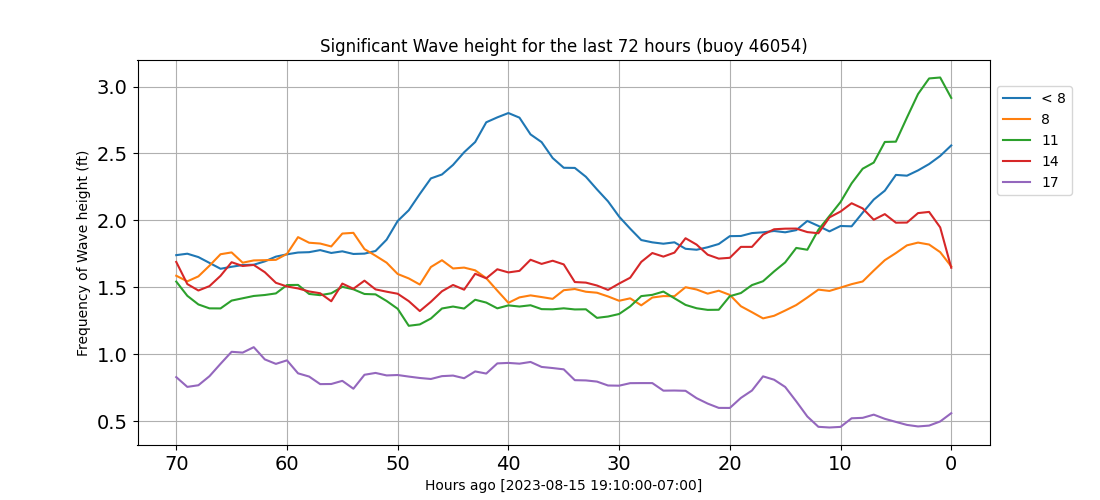 Significant Wave height for the last 72 hours (buoy 46054)
Frequency of Wave height (ft)
3.0
2.5
2.0
1.5
1.0
0.5
70 60 50 40 30 20 10 0
Hours ago [2023-08-15 19:10:00-07:00]
< 8
8
11
14
17